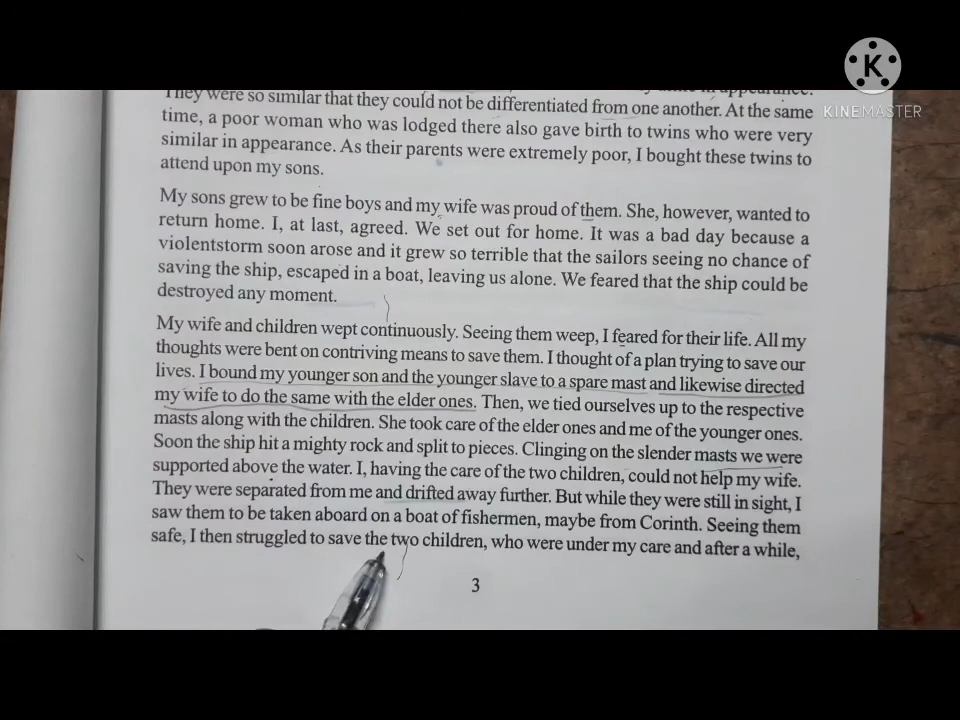 appearance.
They were so similar that they could not be differentiated from one another. At the same
time, a poor woman who was lodged there also gave birth to twins who were very
similar in appearance. As their parents were extremely poor, I bought these twins to
attend upon my sons.
My sons grew to be fine boys and my wife was proud of them. She, however, wanted to
return home. I, at last, agreed. We set out for home. It was a bad day because a
violentstorm soon arose and it grew so terrible that the sailors seeing no chance of
saving the ship, escaped in a boat, leaving us alone. We feared that the ship could be
destroyed any moment.
My wife and children wept continuously. Seeing them weep, I feared for their life. All my
thoughts were bent on contriving means to save them. I thought of a plan trying to save our
lives. I bound my younger son and the younger slave to a spare mast and likewise directed
my wife to do the same with the elder ones. Then, we tied ourselves up to the respective
masts along with the children. She took care of the elder ones and me of the younger ones.
Soon the ship hit a mighty rock and split to pieces. Clinging on the slender masts we were
supported above the water. I, having the care of the two children, could not help my wife.
They were separated from me and drifted away further. But while they were still in sight, I
saw them to be taken aboard on a boat of fishermen, maybe from Corinth. Seeing them
safe, I then struggled to save the two children, who were under my care and after a while,
3
K
KINEMASTER